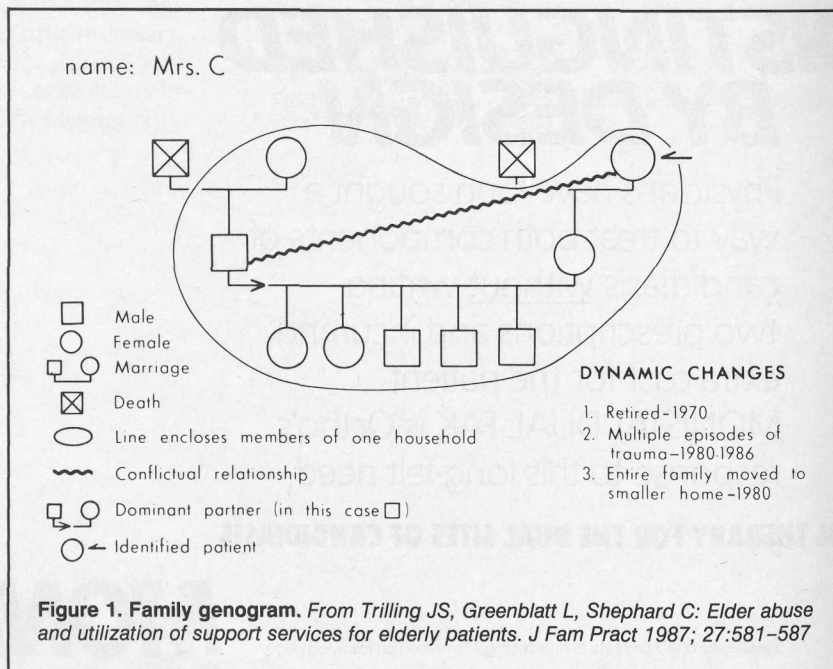 name: Mrs. C
Male
Female
Marriage
Death
Line encloses members of one household
Conflictual relationship
Dominant partner (in this case □)
Identified patient
DYNAMIC CHANGES
1. Retired-1970
2. Multiple episodes of
trauma-1980-1986
3. Entire family moved to
smaller home-1980
Figure 1. Family genogram. From Trilling JS, Greenblatt L, Shephard C: Elder abuse
and utilization of support services for elderly patients. J Fam Pract 1987; 27:581–587